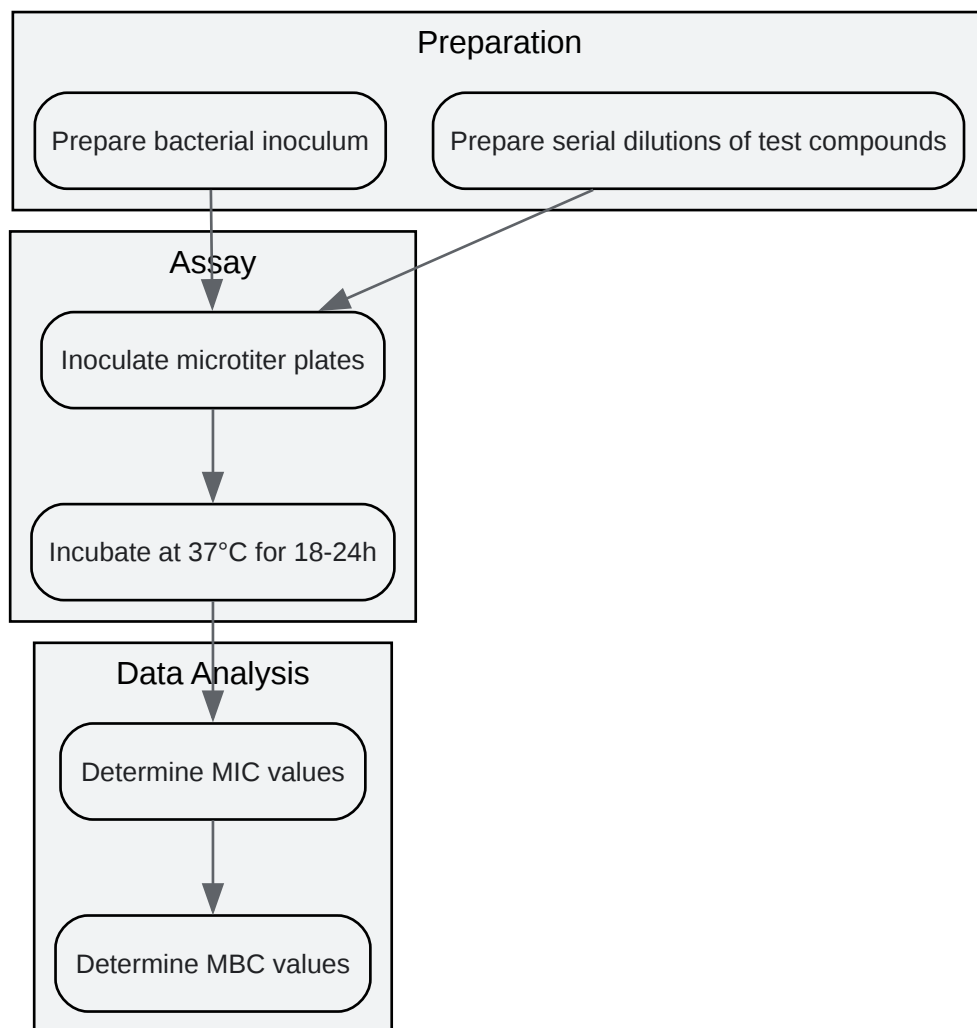 Preparation
Prepare bacterial inoculum
Prepare serial dilutions of test compounds
Assay
Inoculate microtiter plates
Incubate at 37°C for 18-24h
Data Analysis
Determine MIC values
Determine MBC values